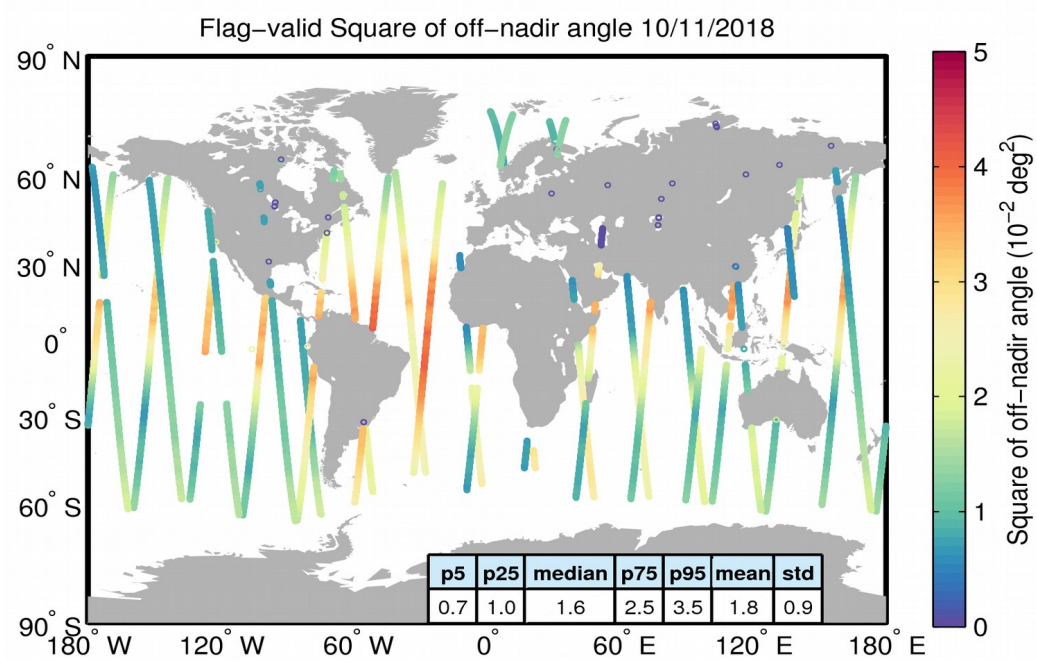 Flag−valid Square of off−nadir angle 10/11/2018
90° N
60° N
30° N
0°
30° S
60° S
90° S
180° W
120° W
60° W
0°
60° E
120° E
180° E
p5 p25 median p75 p95 mean std
0.7 1.0 1.6 2.5 3.5 1.8 0.9
5
4
3
2
1
0
Square of off−nadir angle (10⁻² deg²)